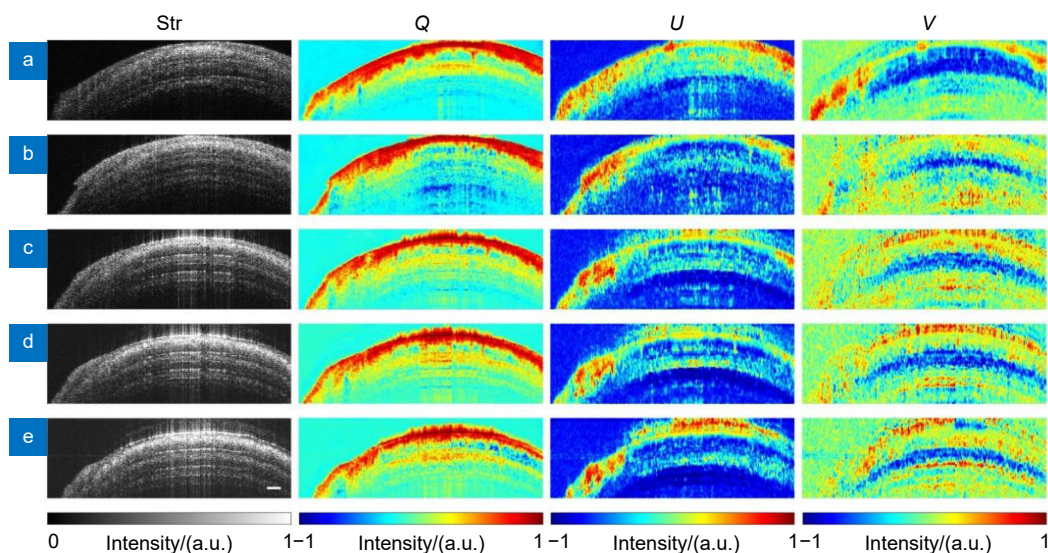 Str Q U V
a
b
c
d
e
0 Intensity/(a.u.) 1 −1 Intensity/(a.u.) 1 −1 Intensity/(a.u.) 1 −1 Intensity/(a.u.) 1